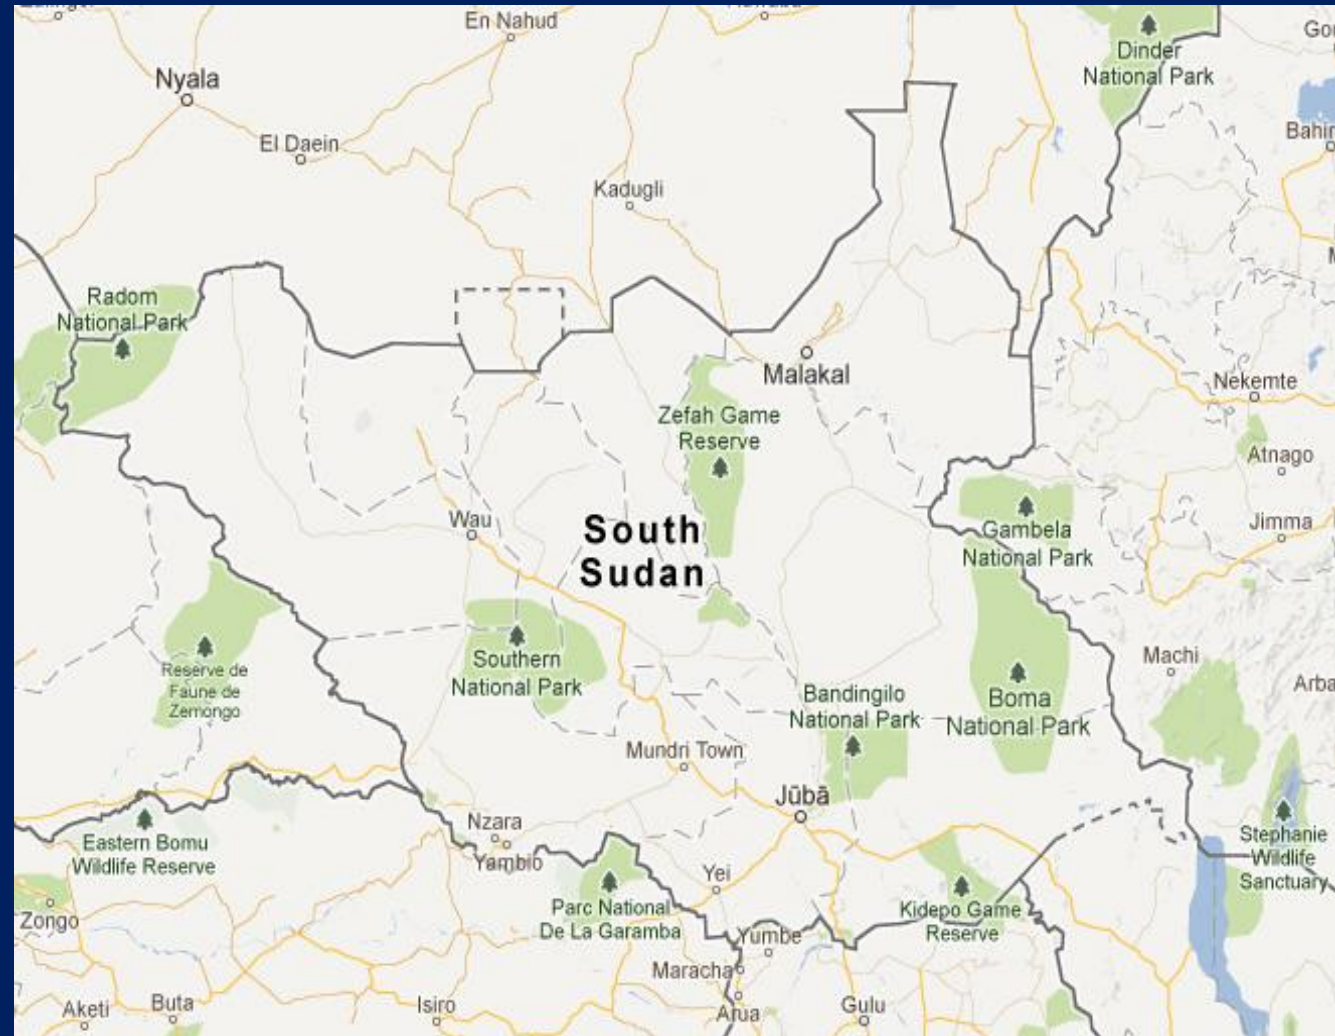 En Nahud
Dinder
National Park
Nyala
El Daein
Kadugli
Radom
National Park
Malakal
Nekemte
Zefah Game
Reserve
Atnago
Wau
South
Sudan
Gambela
National Park
Jimma
Reserve de
Faune de
Zemongo
Southern
National Park
Machi
Bandingilo
National Park
Boma
National Park
Mundri Town
Jūbā
Nzara
Yambio
Eastern Bomu
Wildlife Reserve
Stephanie
Wildlife
Sanctuary
Yei
Parc National
De La Garamba
Kidepo Game
Reserve
Zongo
Yumbe
Maracha
Aketi
Buta
Isiro
Arua
Gulu